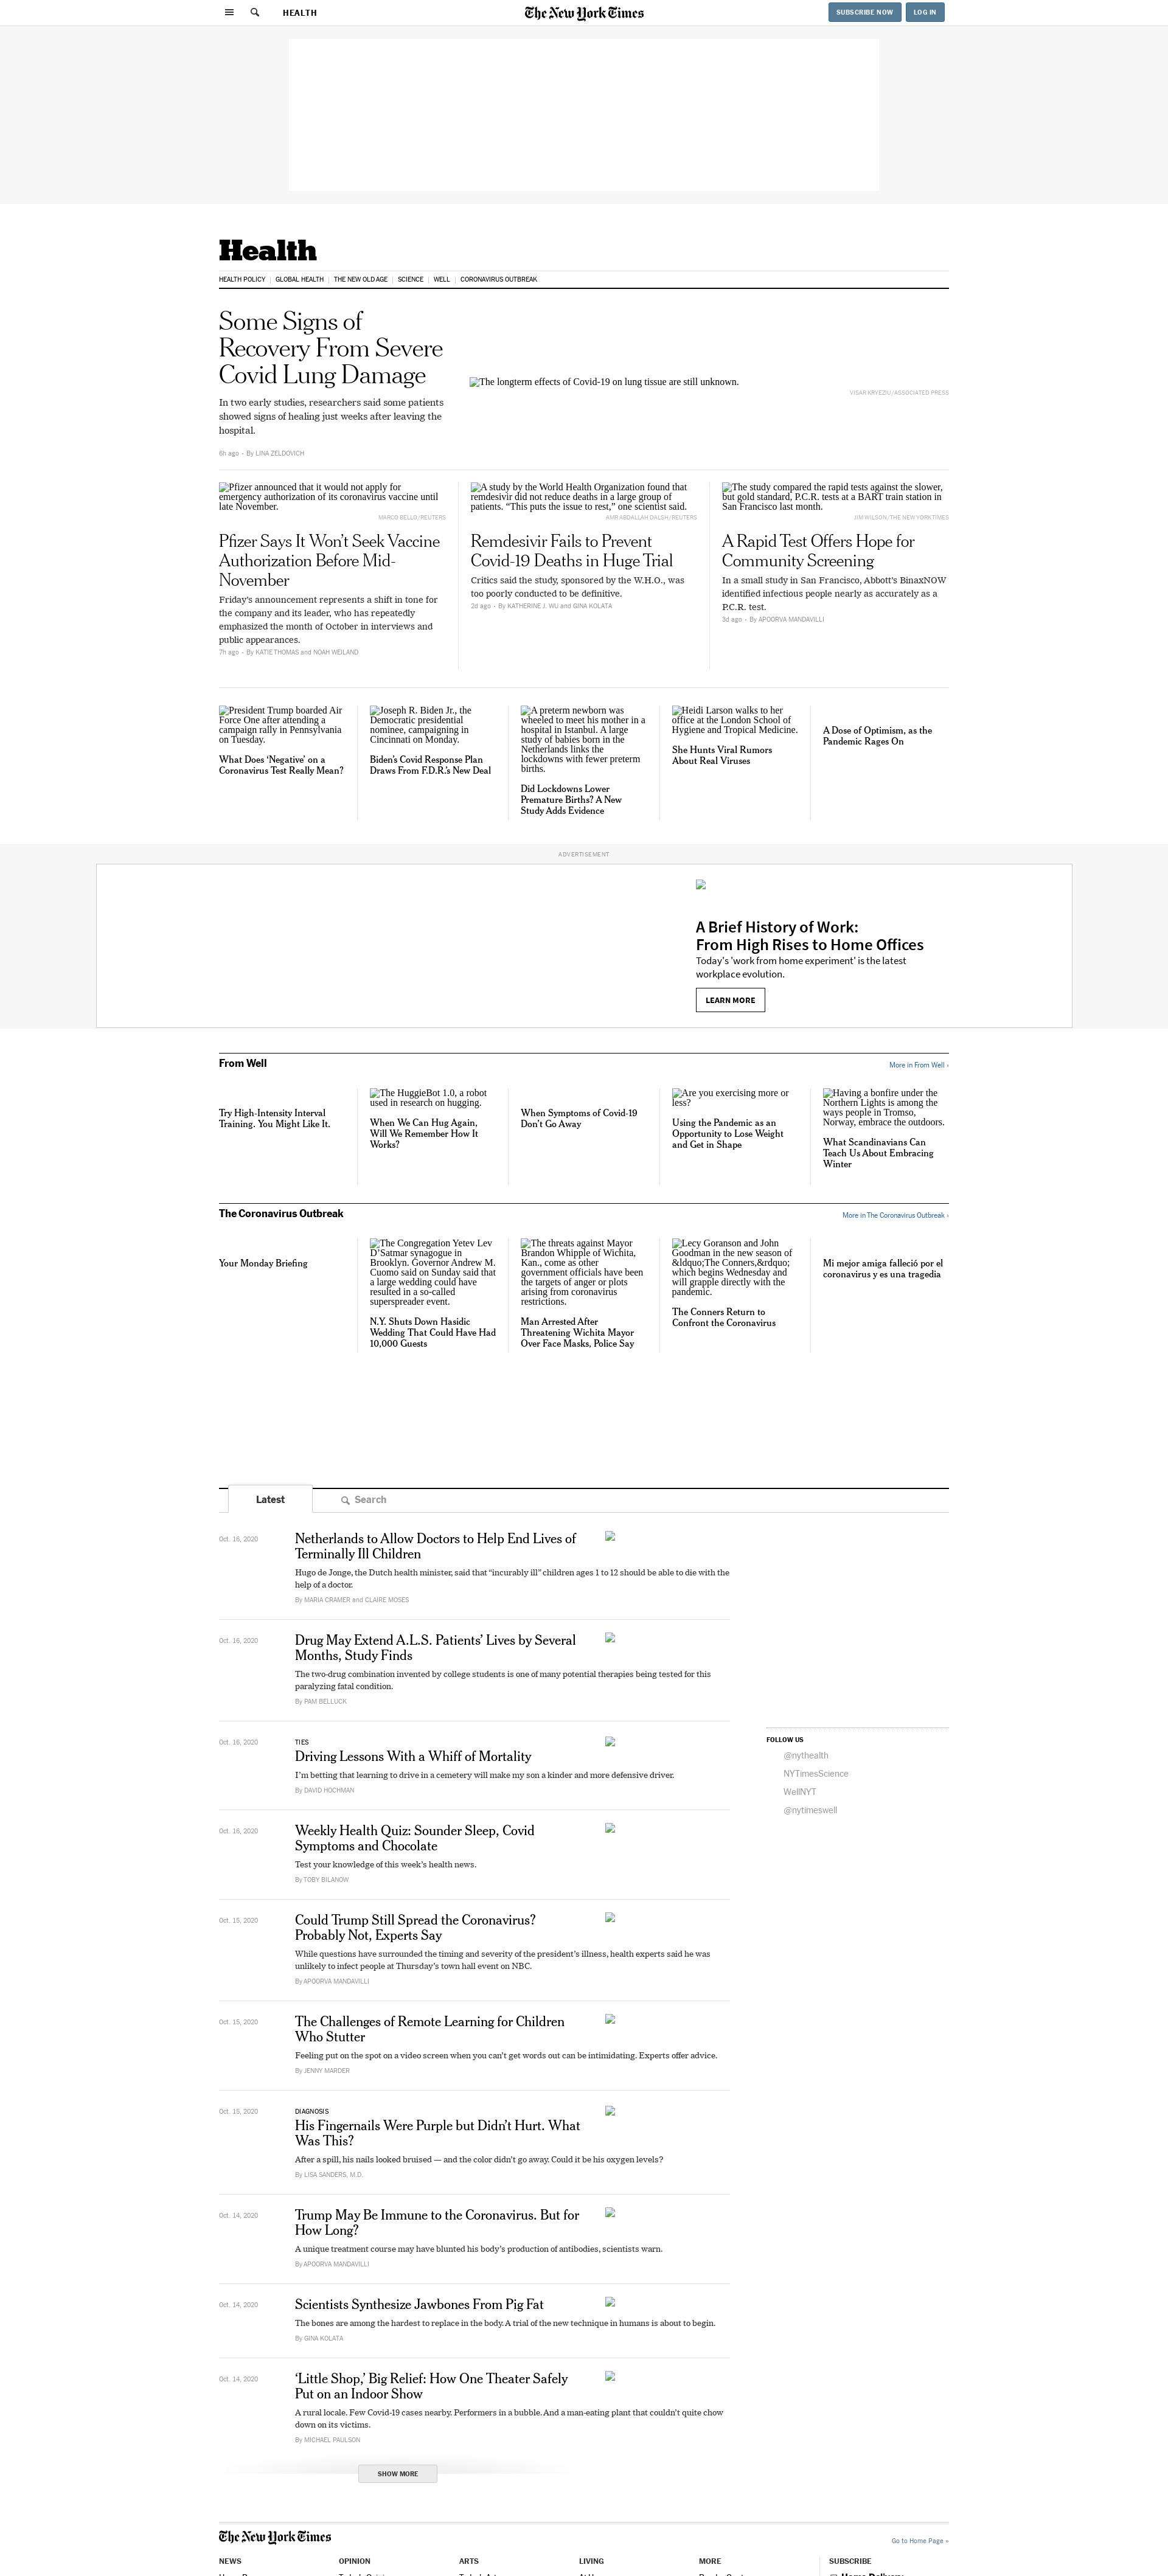 HEALTH
The New York Times
SUBSCRIBE NOW
LOG IN
Health
HEALTH POLICY
GLOBAL HEALTH
THE NEW OLD AGE
SCIENCE
WELL
CORONAVIRUS OUTBREAK
Some Signs of
Recovery From Severe
Covid Lung Damage
In two early studies, researchers said some patients
showed signs of healing just weeks after leaving the
hospital.
6h ago • By LINA ZELDOVICH
The longterm effects of Covid-19 on lung tissue are still unknown.
VISAR KRYEZIU/ASSOCIATED PRESS
Pfizer announced that it would not apply for
emergency authorization of its coronavirus vaccine until
late November.
MARCO BELLO/REUTERS
Pfizer Says It Won’t Seek Vaccine
Authorization Before Mid-
November
Friday’s announcement represents a shift in tone for
the company and its leader, who has repeatedly
emphasized the month of October in interviews and
public appearances.
7h ago • By KATIE THOMAS and NOAH WEILAND
A study by the World Health Organization found that
remdesivir did not reduce deaths in a large group of
patients. “This puts the issue to rest,” one scientist said.
AMR ABDALLAH DALSH/REUTERS
Remdesivir Fails to Prevent
Covid-19 Deaths in Huge Trial
Critics said the study, sponsored by the W.H.O., was
too poorly conducted to be definitive.
2d ago • By KATHERINE J. WU and GINA KOLATA
The study compared the rapid tests against the slower,
but gold standard, P.C.R. tests at a BART train station in
San Francisco last month.
JIM WILSON/THE NEW YORK TIMES
A Rapid Test Offers Hope for
Community Screening
In a small study in San Francisco, Abbott’s BinaxNOW
identified infectious people nearly as accurately as a
P.C.R. test.
3d ago • By APOORVA MANDAVILLI
President Trump boarded Air
Force One after attending a
campaign rally in Pennsylvania
on Tuesday.
What Does ‘Negative’ on a
Coronavirus Test Really Mean?
Joseph R. Biden Jr., the
Democratic presidential
nominee, campaigning in
Cincinnati on Monday.
Biden’s Covid Response Plan
Draws From F.D.R.’s New Deal
A preterm newborn was
wheeled to meet his mother in a
hospital in Istanbul. A large
study of babies born in the
Netherlands links the
lockdowns with fewer preterm
births.
Did Lockdowns Lower
Premature Births? A New
Study Adds Evidence
Heidi Larson walks to her
office at the London School of
Hygiene and Tropical Medicine.
She Hunts Viral Rumors
About Real Viruses
A Dose of Optimism, as the
Pandemic Rages On
ADVERTISEMENT
A Brief History of Work:
From High Rises to Home Offices
Today's 'work from home experiment' is the latest
workplace evolution.
LEARN MORE
From Well
More in From Well ›
Try High-Intensity Interval
Training. You Might Like It.
The HuggieBot 1.0, a robot
used in research on hugging.
When We Can Hug Again,
Will We Remember How It
Works?
When Symptoms of Covid-19
Don’t Go Away
Are you exercising more or
less?
Using the Pandemic as an
Opportunity to Lose Weight
and Get in Shape
Having a bonfire under the
Northern Lights is among the
ways people in Tromso,
Norway, embrace the outdoors.
What Scandinavians Can
Teach Us About Embracing
Winter
The Coronavirus Outbreak
More in The Coronavirus Outbreak ›
Your Monday Briefing
The Congregation Yetev Lev
D’Satmar synagogue in
Brooklyn. Governor Andrew M.
Cuomo said on Sunday said that
a large wedding could have
resulted in a so-called
superspreader event.
N.Y. Shuts Down Hasidic
Wedding That Could Have Had
10,000 Guests
The threats against Mayor
Brandon Whipple of Wichita,
Kan., come as other
government officials have been
the targets of anger or plots
arising from coronavirus
restrictions.
Man Arrested After
Threatening Wichita Mayor
Over Face Masks, Police Say
Lecy Goranson and John
Goodman in the new season of
&ldquo;The Conners,&rdquo;
which begins Wednesday and
will grapple directly with the
pandemic.
The Conners Return to
Confront the Coronavirus
Mi mejor amiga falleció por el
coronavirus y es una tragedia
Latest
Search
Oct. 16, 2020
Netherlands to Allow Doctors to Help End Lives of
Terminally Ill Children
Hugo de Jonge, the Dutch health minister, said that “incurably ill” children ages 1 to 12 should be able to die with the
help of a doctor.
By MARIA CRAMER and CLAIRE MOSES
Oct. 16, 2020
Drug May Extend A.L.S. Patients’ Lives by Several
Months, Study Finds
The two-drug combination invented by college students is one of many potential therapies being tested for this
paralyzing fatal condition.
By PAM BELLUCK
Oct. 16, 2020
TIES
Driving Lessons With a Whiff of Mortality
I’m betting that learning to drive in a cemetery will make my son a kinder and more defensive driver.
By DAVID HOCHMAN
FOLLOW US
@nythealth
NYTimesScience
WellNYT
@nytimeswell
Oct. 16, 2020
Weekly Health Quiz: Sounder Sleep, Covid
Symptoms and Chocolate
Test your knowledge of this week’s health news.
By TOBY BILANOW
Oct. 15, 2020
Could Trump Still Spread the Coronavirus?
Probably Not, Experts Say
While questions have surrounded the timing and severity of the president’s illness, health experts said he was
unlikely to infect people at Thursday’s town hall event on NBC.
By APOORVA MANDAVILLI
Oct. 15, 2020
The Challenges of Remote Learning for Children
Who Stutter
Feeling put on the spot on a video screen when you can’t get words out can be intimidating. Experts offer advice.
By JENNY MARDER
Oct. 15, 2020
DIAGNOSIS
His Fingernails Were Purple but Didn’t Hurt. What
Was This?
After a spill, his nails looked bruised — and the color didn’t go away. Could it be his oxygen levels?
By LISA SANDERS, M.D.
Oct. 14, 2020
Trump May Be Immune to the Coronavirus. But for
How Long?
A unique treatment course may have blunted his body’s production of antibodies, scientists warn.
By APOORVA MANDAVILLI
Oct. 14, 2020
Scientists Synthesize Jawbones From Pig Fat
The bones are among the hardest to replace in the body. A trial of the new technique in humans is about to begin.
By GINA KOLATA
Oct. 14, 2020
‘Little Shop,’ Big Relief: How One Theater Safely
Put on an Indoor Show
A rural locale. Few Covid-19 cases nearby. Performers in a bubble. And a man-eating plant that couldn’t quite chow
down on its victims.
By MICHAEL PAULSON
SHOW MORE
The New York Times
Go to Home Page »
NEWS
OPINION
ARTS
LIVING
MORE
SUBSCRIBE